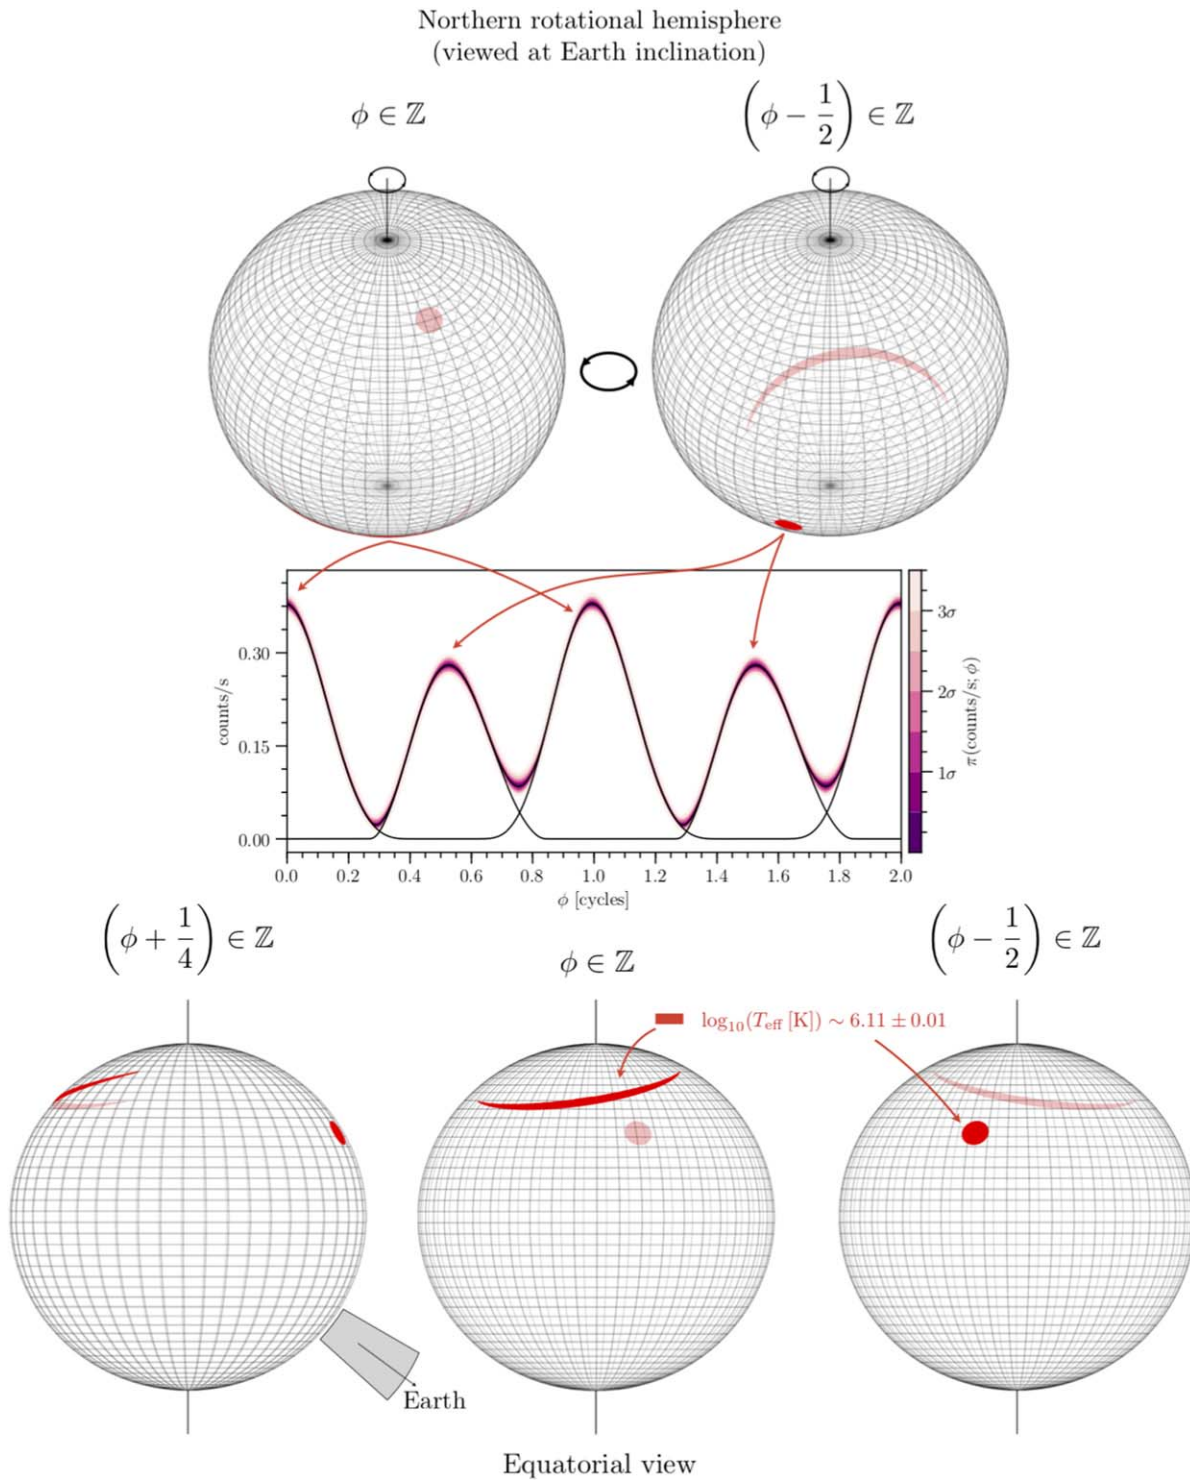 Northern rotational hemisphere
(viewed at Earth inclination)
ϕ ∈ ℤ
(ϕ − 1/2) ∈ ℤ
counts/s
0.30
0.15
0.00
0.0 0.2 0.4 0.6 0.8 1.0 1.2 1.4 1.6 1.8 2.0
ϕ [cycles]
3σ
2σ
1σ
π(counts/s; ϕ)
(ϕ + 1/4) ∈ ℤ
ϕ ∈ ℤ
(ϕ − 1/2) ∈ ℤ
log₁₀(T_eff [K]) ∼ 6.11 ± 0.01
Earth
Equatorial view